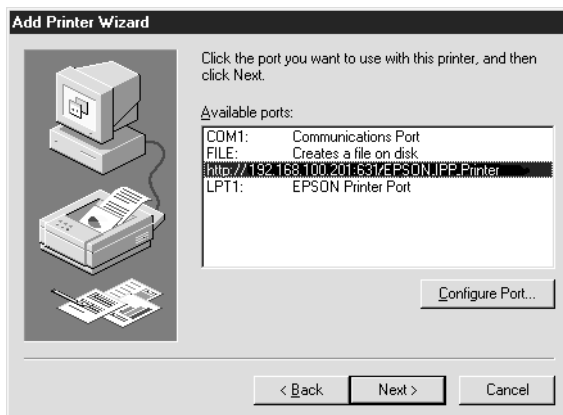 Add Printer Wizard
Click the port you want to use with this printer, and then
click Next.
Available ports:
COM1: Communications Port
FILE: Creates a file on disk
http://192.168.100.201:631/EPSON_IPP_Printer
LPT1: EPSON Printer Port
Configure Port...
< Back
Next >
Cancel